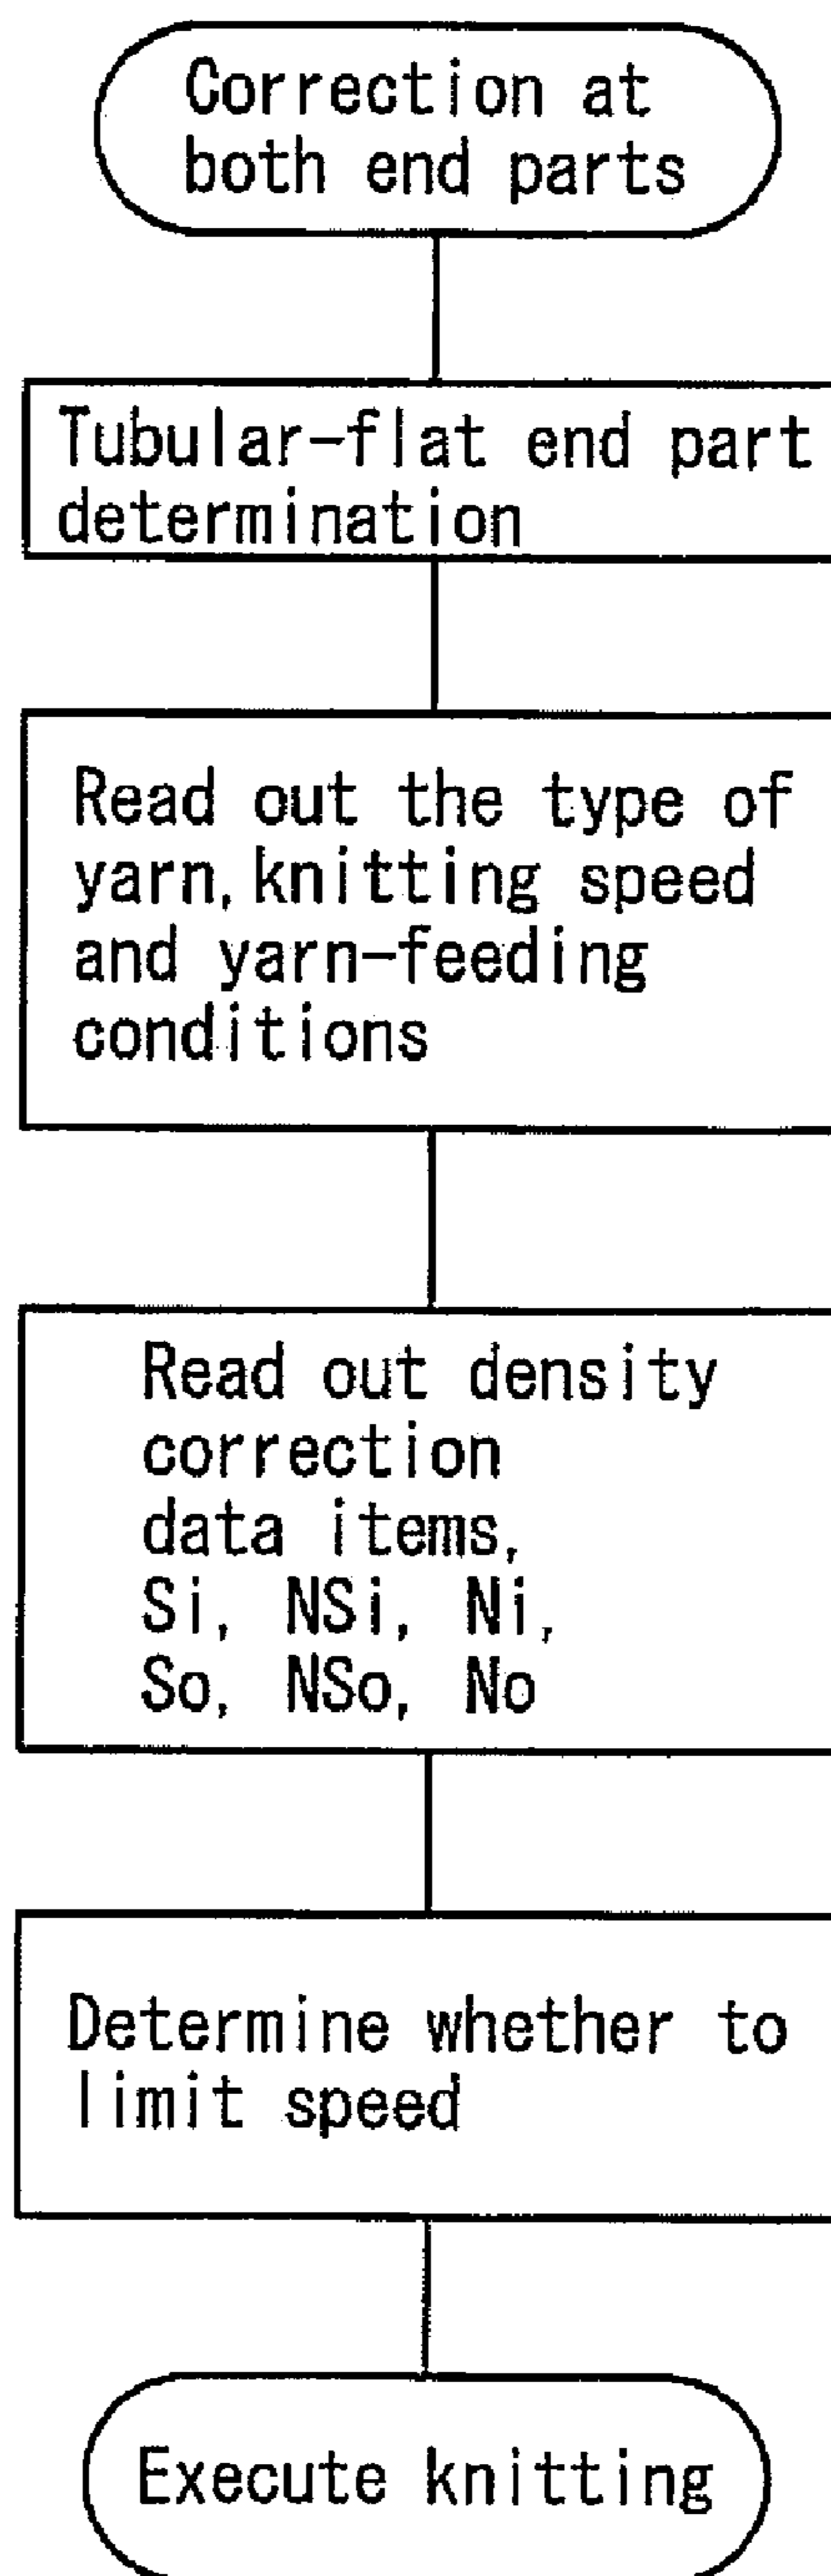 Correction at
both end parts
Tubular-flat end part
determination
Read out the type of
yarn, knitting speed
and yarn-feeding
conditions
Read out density
correction
data items,
Si, NSi, Ni,
So, NSo, No
Determine whether to
limit speed
Execute knitting